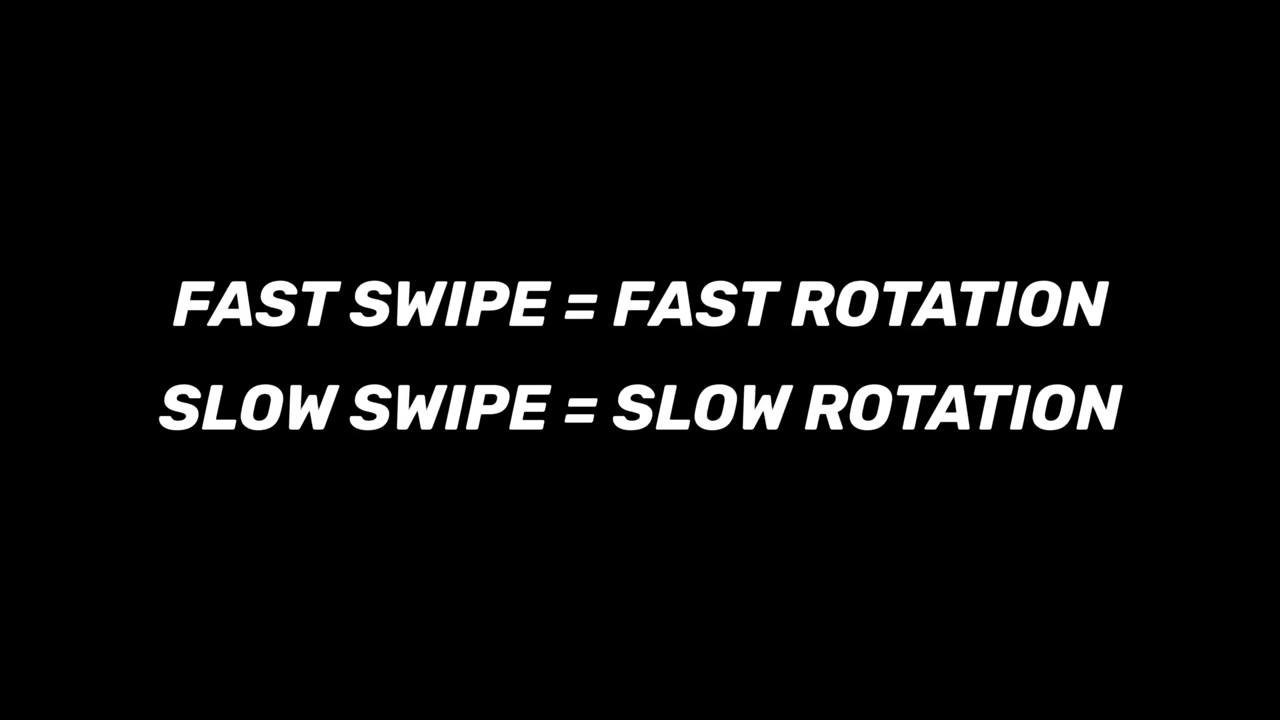 FAST SWIPE = FAST ROTATION
SLOW SWIPE = SLOW ROTATION